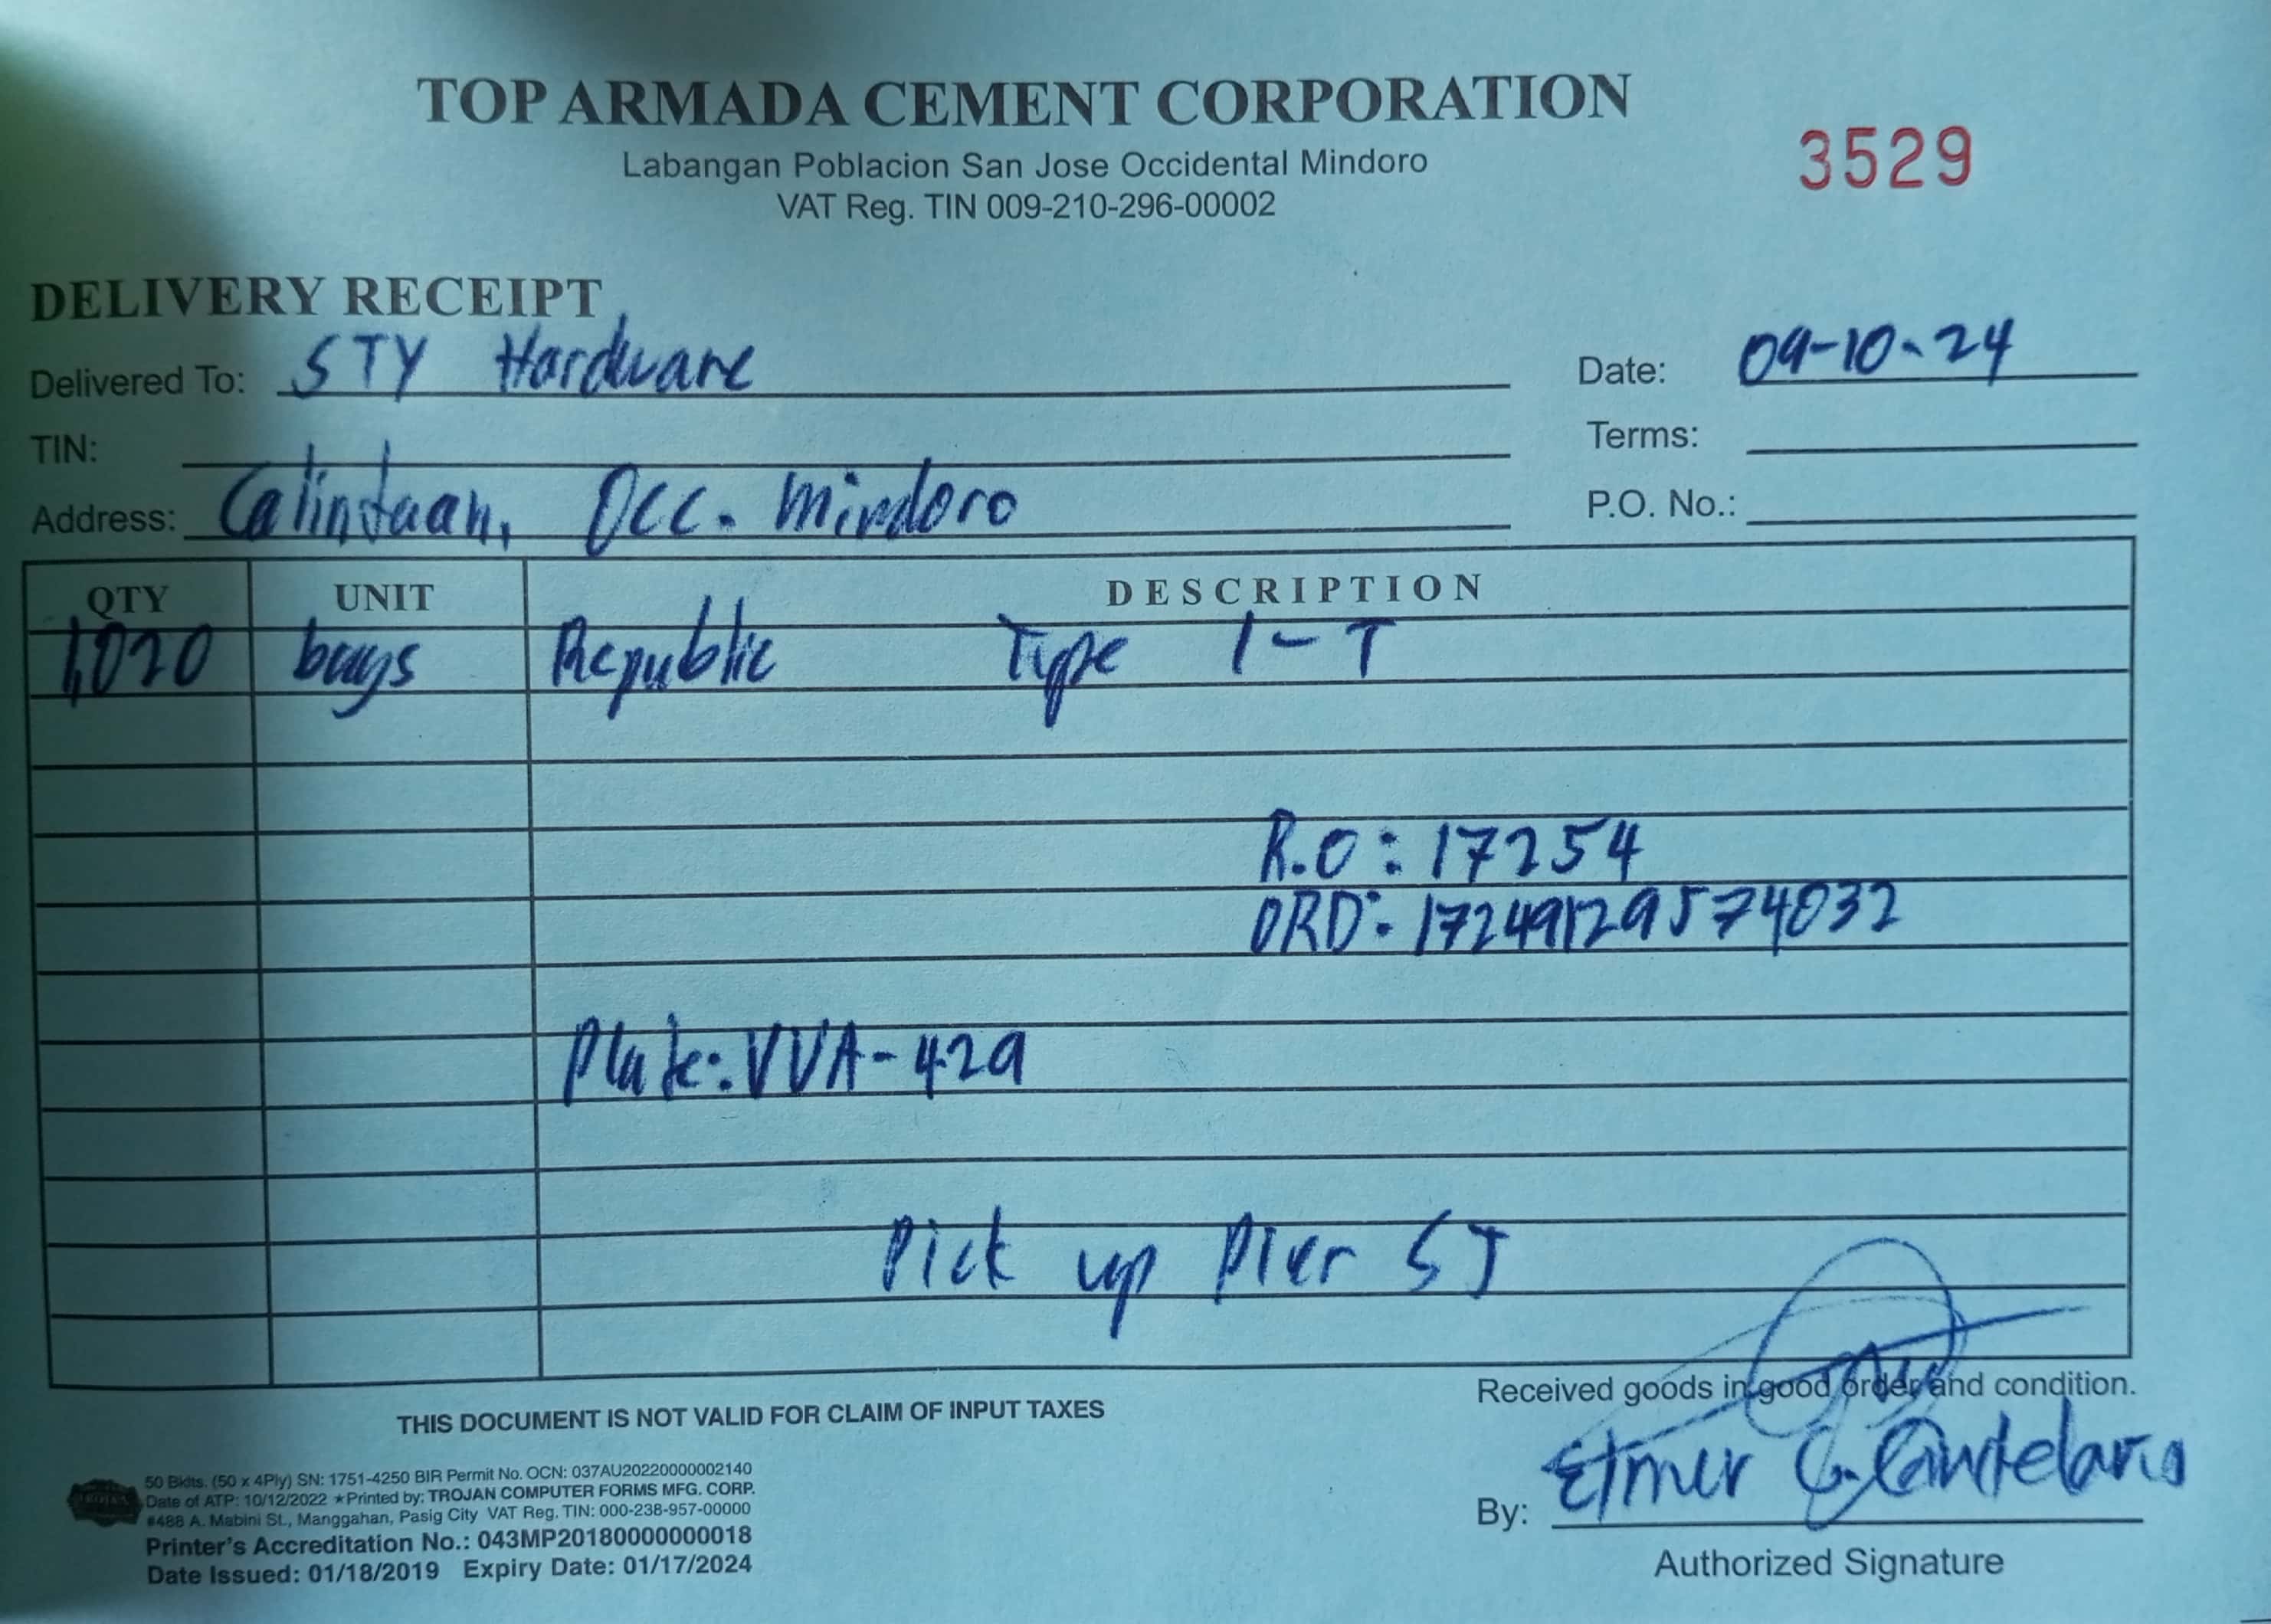 TOP ARMADA CEMENT CORPORATION
Labangan Poblacion San Jose Occidental Mindoro
VAT Reg. TIN 009-210-296-00002
3529
DELIVERY RECEIPT
Delivered To: STY Hardware
Date: 09-10-24
TIN:
Terms:
Address: Calintaan, Occ. Mindoro
P.O. No.:
QTY UNIT DESCRIPTION
1,020 bags Republic Type 1-T
R.O: 17254
ORD: 17249129574032
Plate: VVA-429
Pick up Pier SJ
Received goods in good order and condition.
THIS DOCUMENT IS NOT VALID FOR CLAIM OF INPUT TAXES
50 Bklts. (50 x 4Ply) SN: 1751-4250 BIR Permit No. OCN: 037AU20220000002140
Date of ATP: 10/12/2022 ★Printed by: TROJAN COMPUTER FORMS MFG. CORP.
#488 A. Mabini St., Manggahan, Pasig City VAT Reg. TIN: 000-238-957-00000
Printer's Accreditation No.: 043MP20180000000018
Date Issued: 01/18/2019 Expiry Date: 01/17/2024
By: Elmer G. Candelario
Authorized Signature